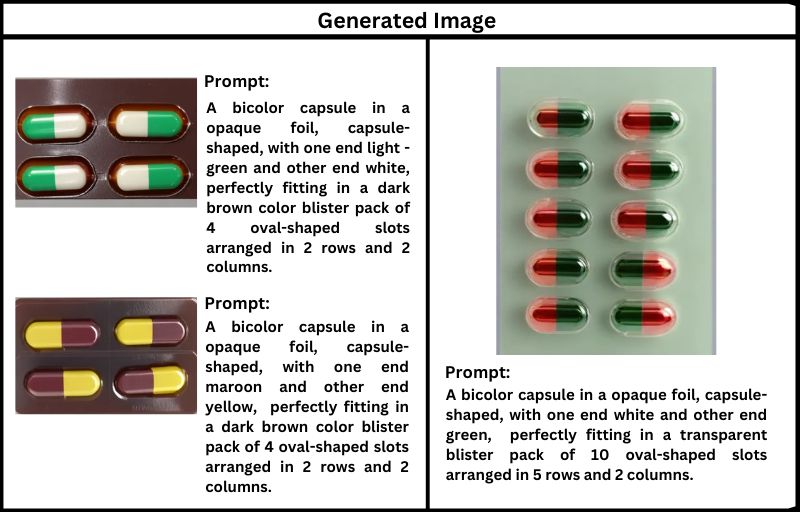 Generated Image
Prompt:
A bicolor capsule in a
opaque foil, capsule-
shaped, with one end light -
green and other end white,
perfectly fitting in a dark
brown color blister pack of
4 oval-shaped slots
arranged in 2 rows and 2
columns.
Prompt:
A bicolor capsule in a
opaque foil, capsule-
shaped, with one end
maroon and other end
yellow, perfectly fitting in
a dark brown color blister
pack of 4 oval-shaped slots
arranged in 2 rows and 2
columns.
Prompt:
A bicolor capsule in a opaque foil, capsule-
shaped, with one end white and other end
green, perfectly fitting in a transparent
blister pack of 10 oval-shaped slots
arranged in 5 rows and 2 columns.